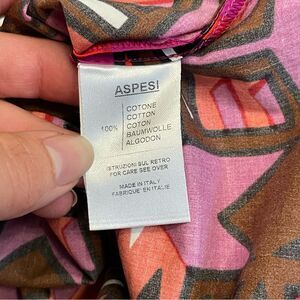 ASPESI
COTONE
COTTON
100% COTON
BAUMWOLLE
ALGODON
ISTRUZIONI SUL RETRO
FOR CARE SEE OVER
MADE IN ITALY
FABRIQUE' EN ITALIE